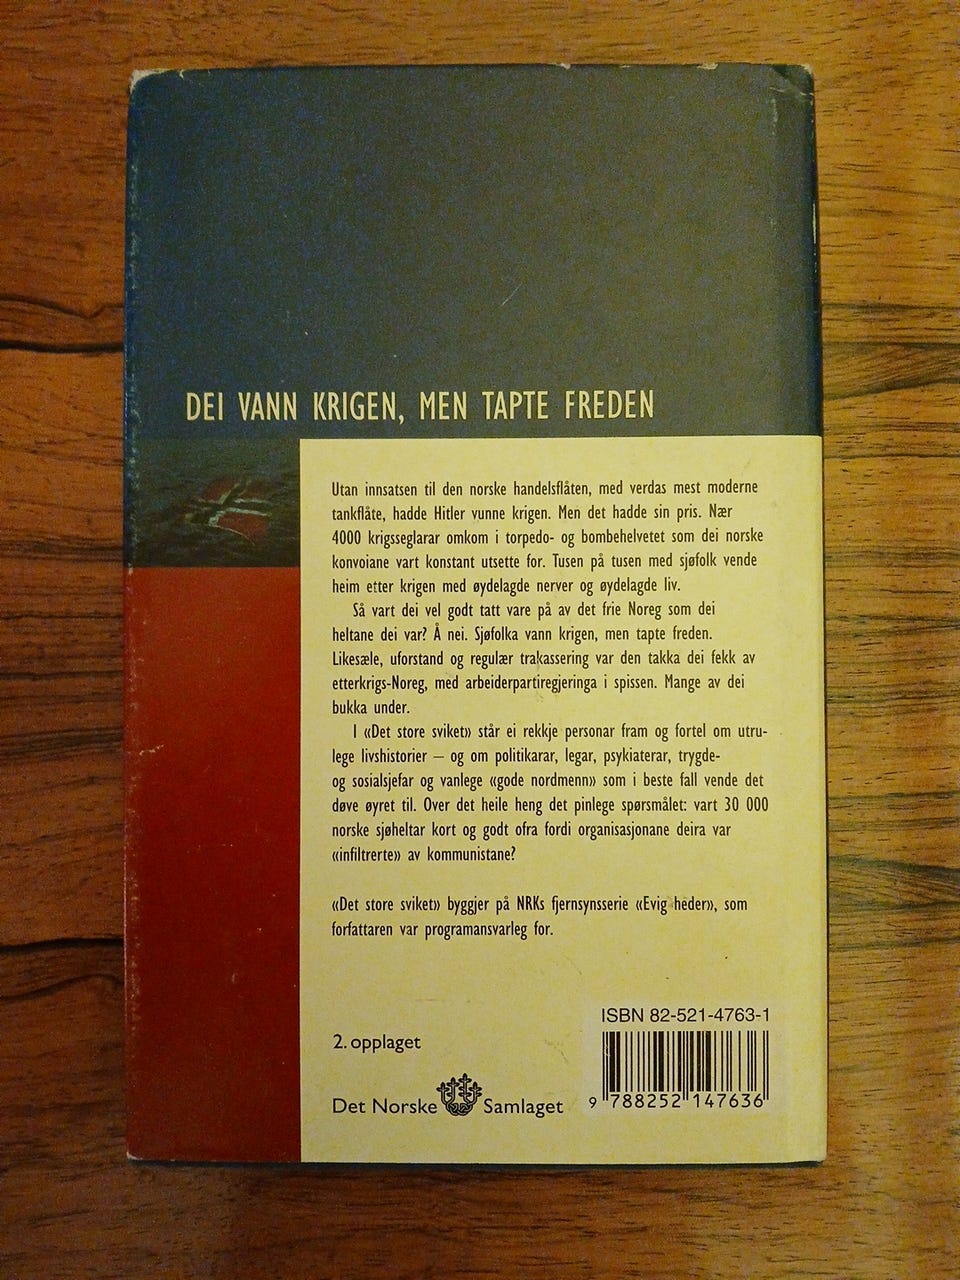 DEI VANN KRIGEN, MEN TAPTE FREDEN
Utan innsatsen til den norske handelsflåten, med verdas mest moderne
tankflåte, hadde Hitler vunne krigen. Men det hadde sin pris. Nær
4000 krigsseglarar omkom i torpedo- og bombehelvetet som dei norske
konvoiane vart konstant utsette for. Tusen på tusen med sjøfolk vende
heim etter krigen med øydelagde nerver og øydelagde liv.
Så vart dei vel godt tatt vare på av det frie Noreg som dei
heltane dei var? Å nei. Sjøfolka vann krigen, men tapte freden.
Likesæle, uforstand og regulær trakassering var den takka dei fekk av
etterkrigs-Noreg, med arbeiderpartiregjeringa i spissen. Mange av dei
bukka under.
I «Det store sviket» står ei rekkje personar fram og fortel om utru-
lege livshistorier – og om politikarar, legar, psykiaterar, trygde-
og sosialsjefar og vanlege «gode nordmenn» som i beste fall vende det
døve øyret til. Over det heile heng det pinlege spørsmålet: vart 30 000
norske sjøheltar kort og godt ofra fordi organisasjonane deira var
«infiltrerte» av kommunistane?
«Det store sviket» byggjer på NRKs fjernsynsserie «Evig heder», som
forfattaren var programansvarleg for.
ISBN 82-521-4763-1
2. opplaget
9 788252 147636
Det Norske Samlaget